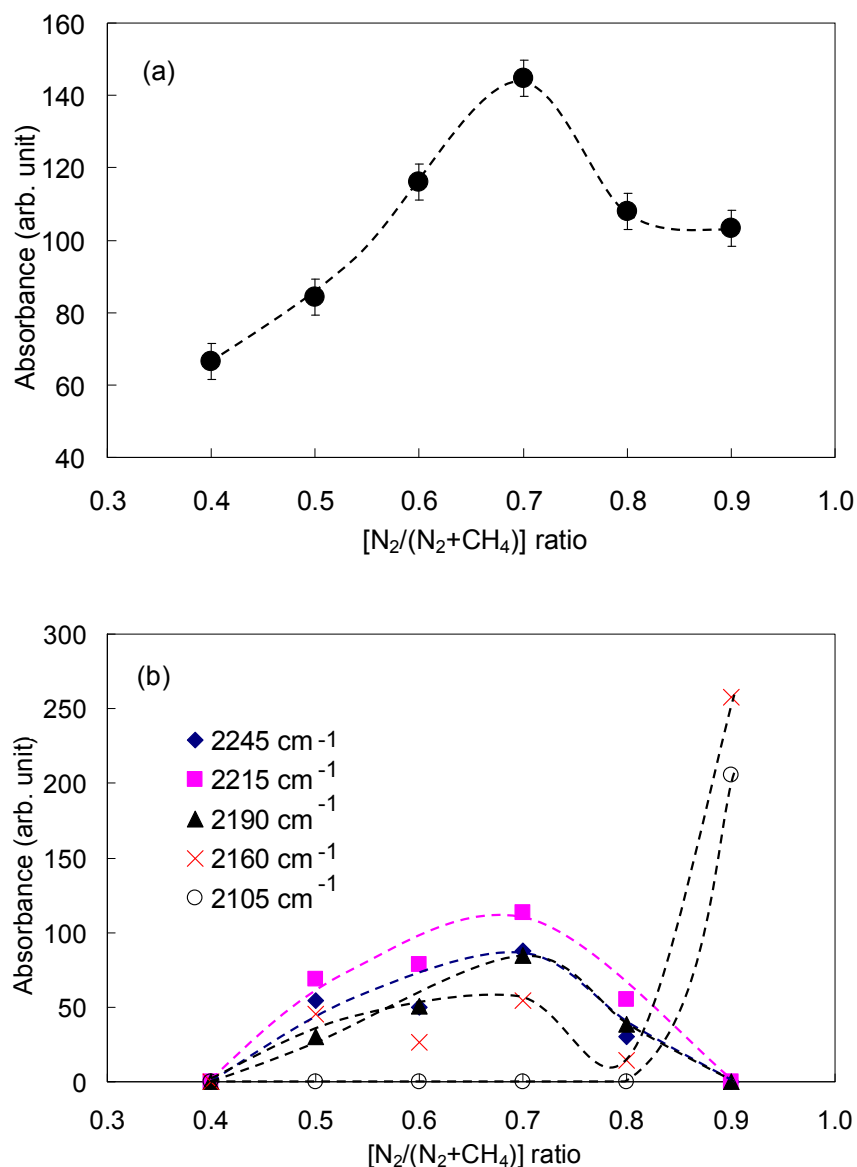 160
140
120
100
80
60
40
(a)
Absorbance (arb. unit)
0.3 0.4 0.5 0.6 0.7 0.8 0.9 1.0
[N₂/(N₂+CH₄)] ratio
300
250
200
150
100
50
0
(b)
2245 cm⁻¹
2215 cm⁻¹
2190 cm⁻¹
2160 cm⁻¹
2105 cm⁻¹
Absorbance (arb. unit)
0.3 0.4 0.5 0.6 0.7 0.8 0.9 1.0
[N₂/(N₂+CH₄)] ratio